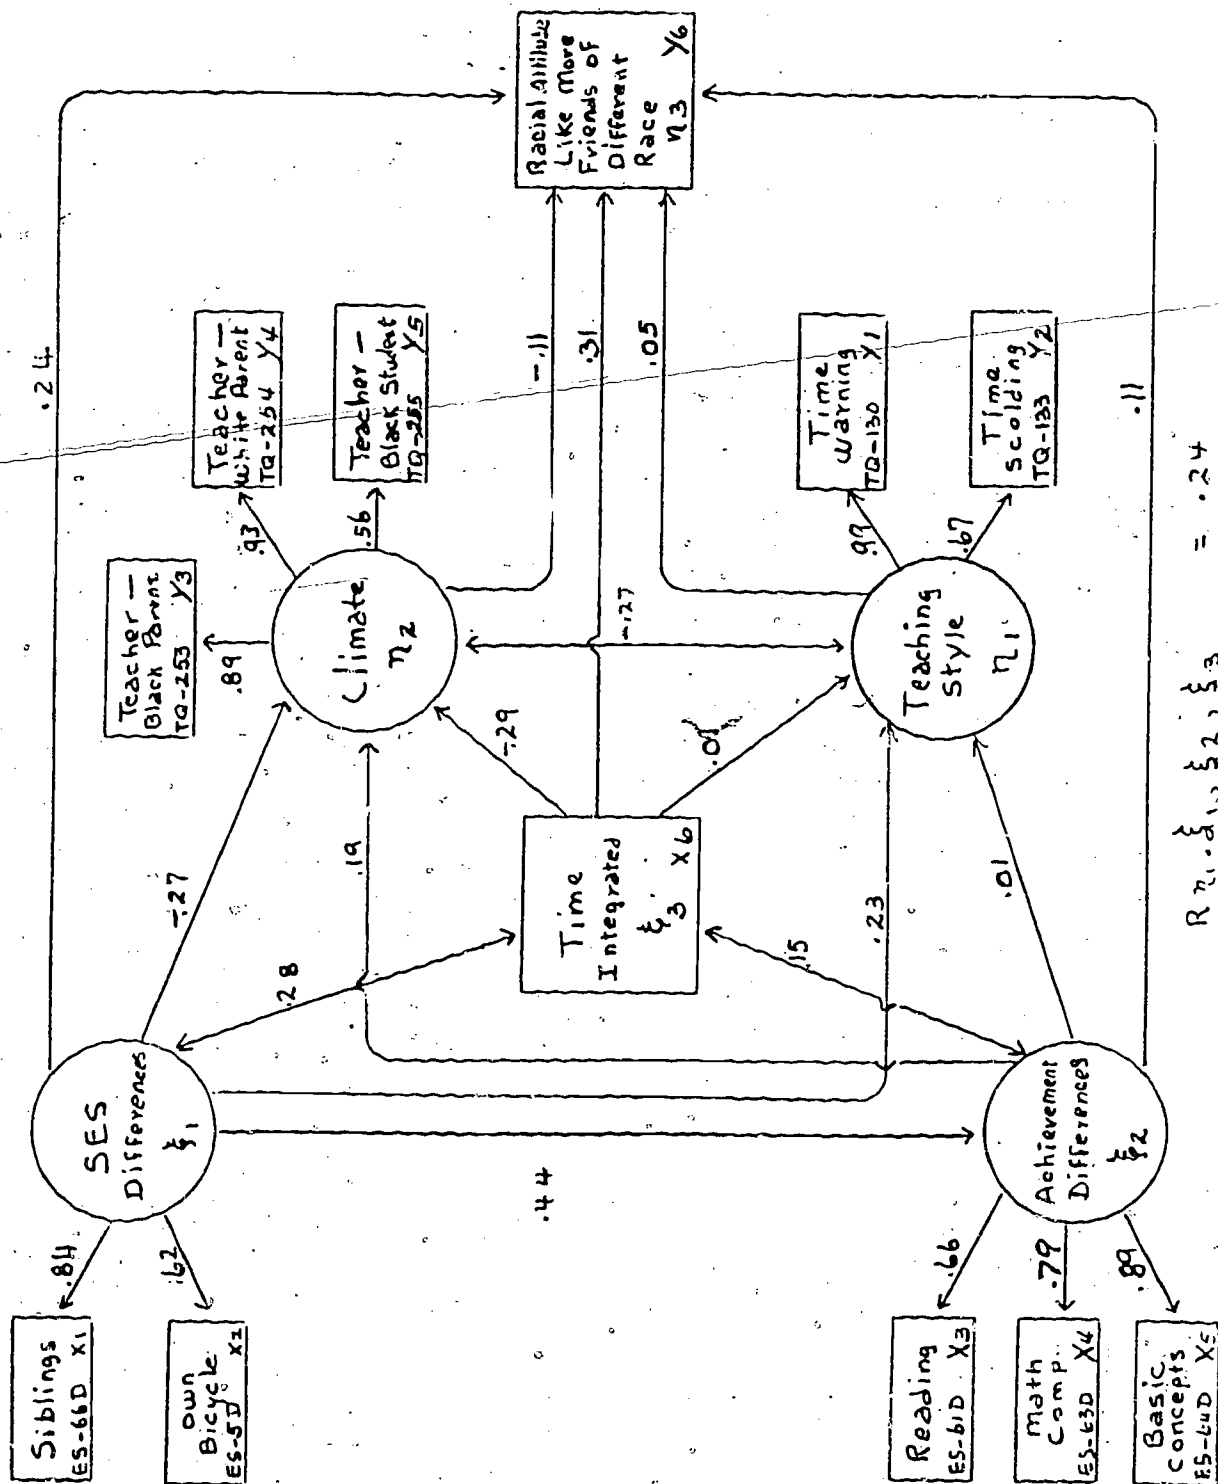 Racial Attitude
Like More
Friends of
Different
Race
η3 Y6
.24
Teacher —
White Parent
TQ-254 Y4
Teacher —
Black Student
TQ-255 Y5
Teacher —
Black Parent
TQ-253 Y3
.93
.56
.89
Climate
η2
-.11
.31
.05
Time
Warning
TQ-130 Y1
Time
Scolding
TQ-133 Y2
.97
.67
Teaching
Style
η1
.11
-.27
-.27
-.29
.01
.19
Time
Integrated
ξ3 X6
.28
.15
.23
.01
SES
Differences
ξ1
.44
Achievement
Differences
ξ2
.84
.62
Siblings
ES-66D X1
Own
Bicycle
ES-5D X2
.66
.79
.89
Reading
ES-61D X3
Math
Comp.
ES-63D X4
Basic
Concepts
ES-64D X5
R η1·ξ1, ξ2, ξ3 = .24